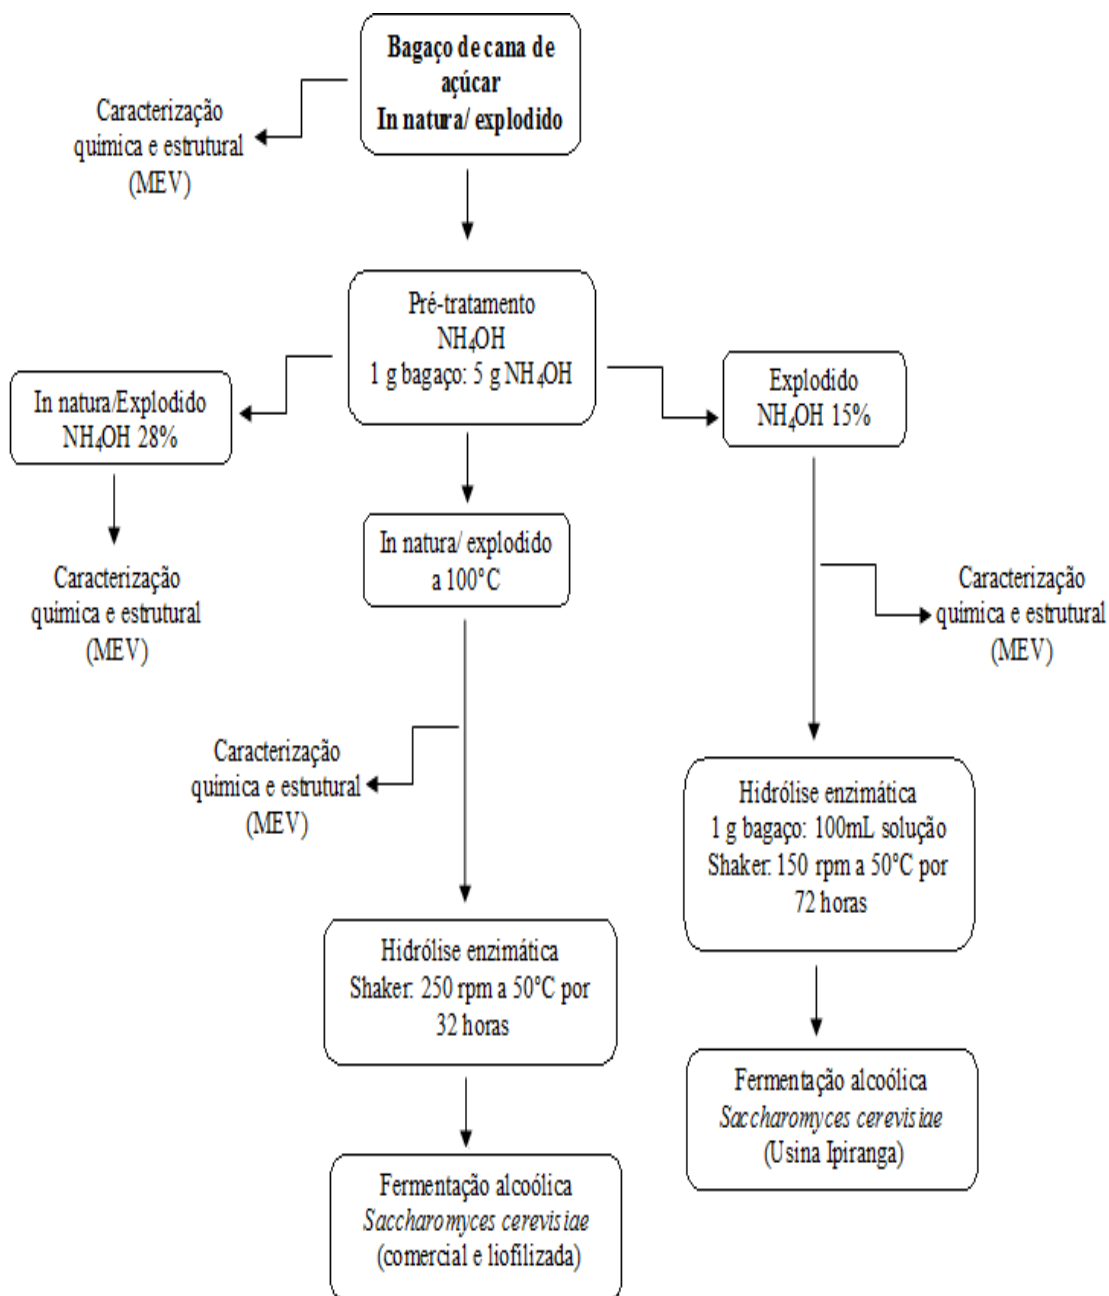 Bagaço de cana de
açúcar
In natura/ explodido
Caracterização
química e estrutural
(MEV)
Pré-tratamento
NH₄OH
1 g bagaço: 5 g NH₄OH
In natura/Explodido
NH₄OH 28%
Explodido
NH₄OH 15%
In natura/ explodido
a 100°C
Caracterização
química e estrutural
(MEV)
Caracterização
química e estrutural
(MEV)
Caracterização
química e estrutural
(MEV)
Hidrólise enzimática
1 g bagaço: 100mL solução
Shaker: 150 rpm a 50°C por
72 horas
Hidrólise enzimática
Shaker: 250 rpm a 50°C por
32 horas
Fermentação alcoólica
Saccharomyces cerevisiae
(Usina Ipiranga)
Fermentação alcoólica
Saccharomyces cerevisiae
(comercial e liofilizada)